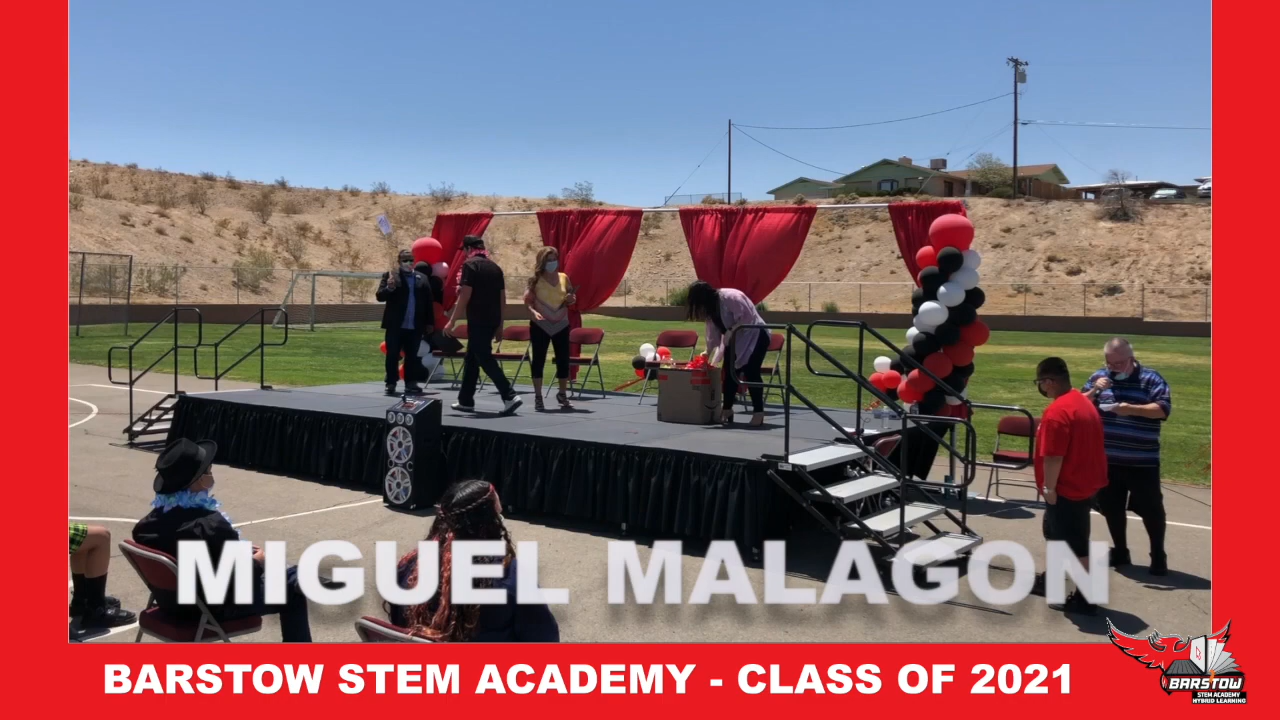 MIGUEL MALAGON
BARSTOW STEM ACADEMY - CLASS OF 2021
BARSTOW
STEM ACADEMY
HYBRID LEARNING